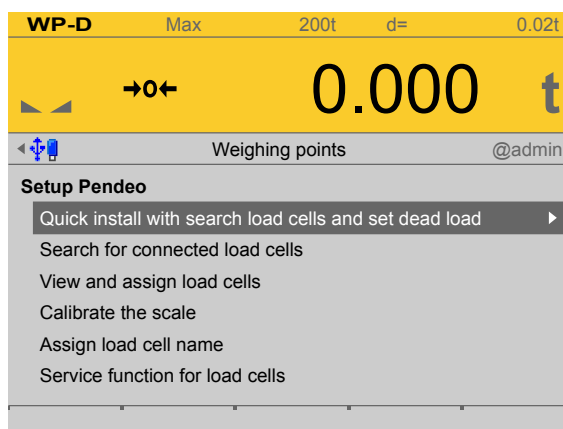 WP-D Max 200t d= 0.02t
→0← 0.000 t
Weighing points @admin
Setup Pendeo
Quick install with search load cells and set dead load
Search for connected load cells
View and assign load cells
Calibrate the scale
Assign load cell name
Service function for load cells